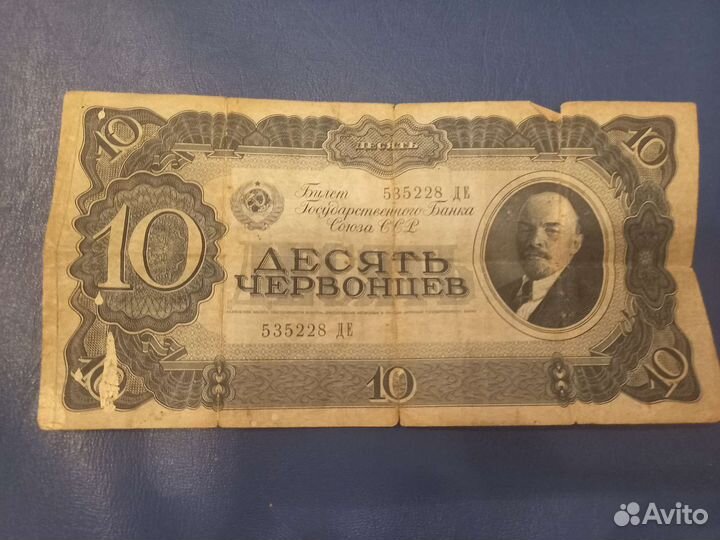 10
ДЕСЯТЬ
10
Билет 535228 ДЕ
Государственного Банка
Союза ССР
10
ДЕСЯТЬ
ЧЕРВОНЦЕВ
535228 ДЕ
10
10
10
Avito